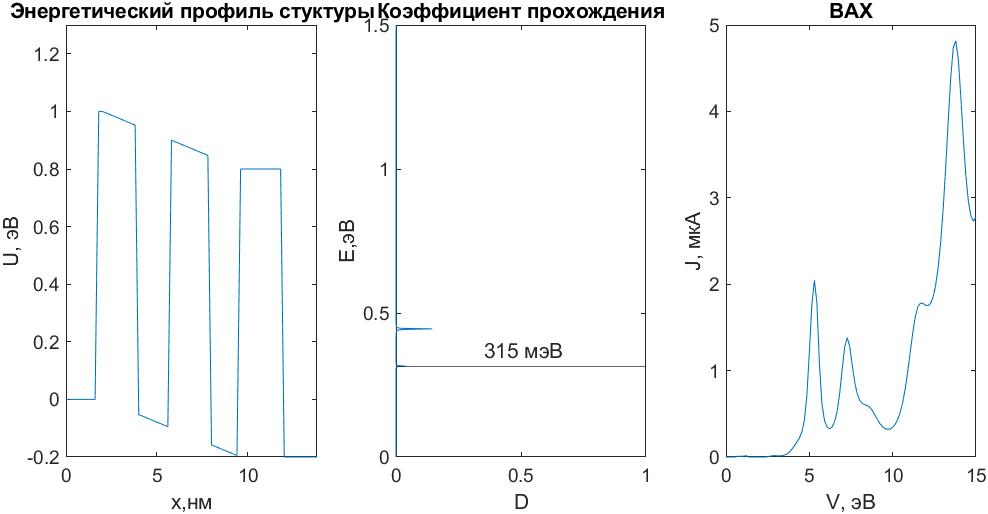 Энергетический профиль стуктуры
U, эВ
1.2
1
0.8
0.6
0.4
0.2
0
-0.2
0
5
10
x,нм
Коэффициент прохождения
E,эВ
1.5
1
0.5
0
315 мэВ
0
0.5
1
D
ВАХ
J, мкА
5
4
3
2
1
0
0
5
10
15
V, эВ